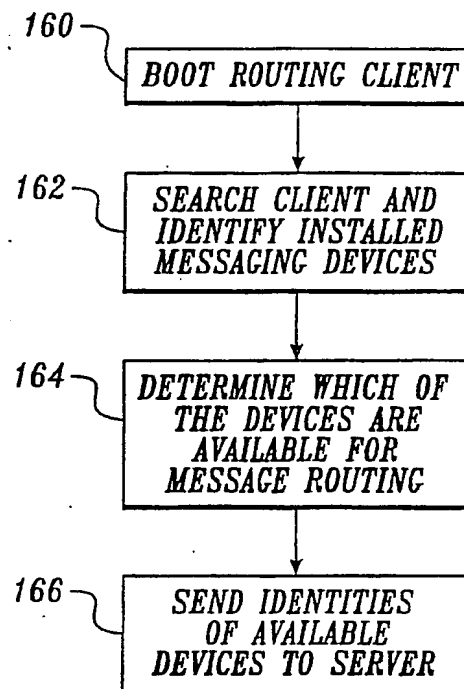 160
BOOT ROUTING CLIENT
162
SEARCH CLIENT AND
IDENTIFY INSTALLED
MESSAGING DEVICES
164
DETERMINE WHICH OF
THE DEVICES ARE
AVAILABLE FOR
MESSAGE ROUTING
166
SEND IDENTITIES
OF AVAILABLE
DEVICES TO SERVER